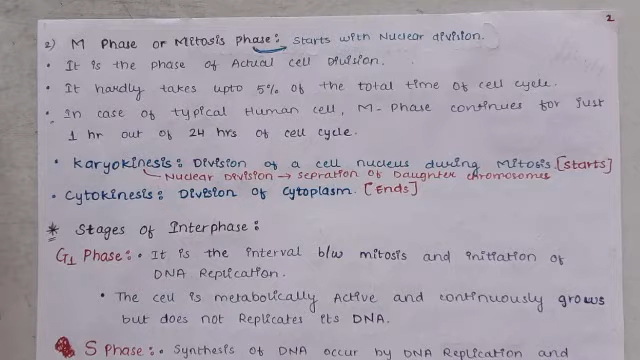 2
2) M Phase or Mitosis phase: Starts with Nuclear division.
• It is the phase of Actual cell Division.
• It hardly takes upto 5% of the total time of cell cycle.
• In case of typical Human cell, M-Phase continues for just
1 hr out of 24 hrs of cell cycle.
• Karyokinesis: Division of a cell nucleus during Mitosis [starts]
Nuclear Division → Sepration of Daughter chromosomes
• Cytokinesis: Division of Cytoplasm. [Ends]
* Stages of Interphase:
G1 Phase: • It is the interval b/w mitosis and initiation of
DNA Replication.
• The cell is metabolically Active and continuously grows
but does not Replicates its DNA.
S Phase: • Synthesis of DNA occur by DNA Replication and